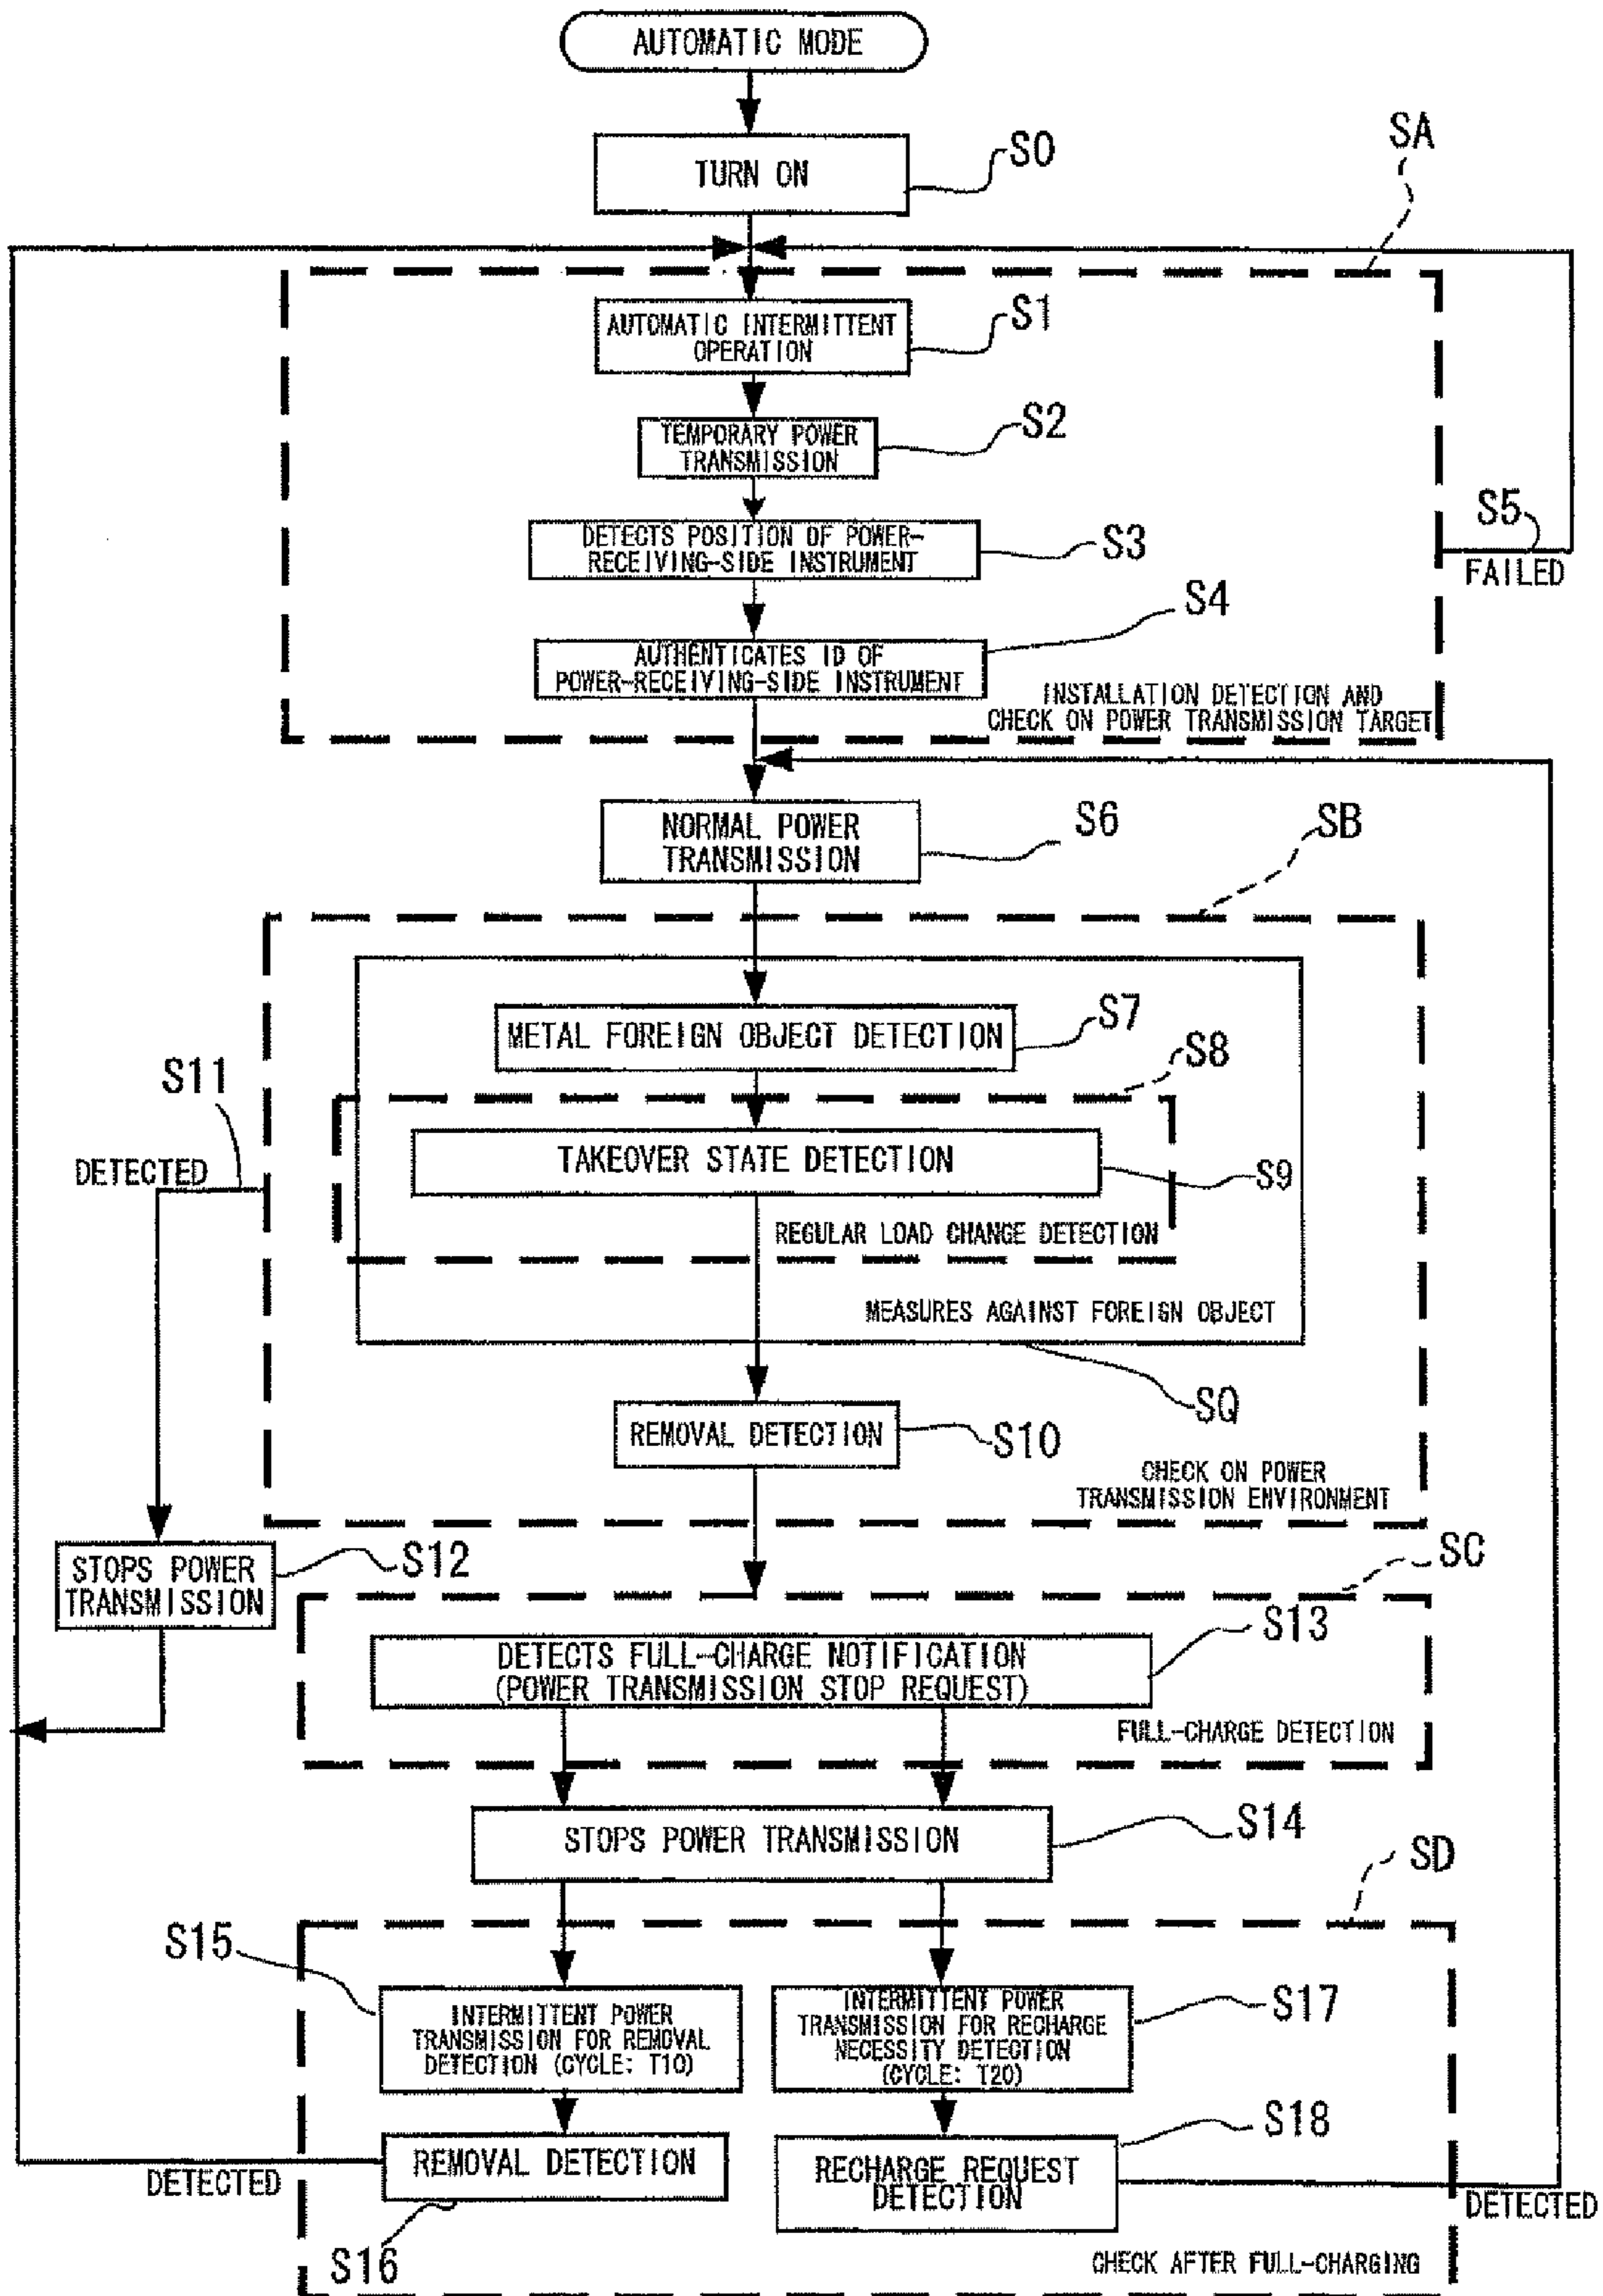 AUTOMATIC MODE
TURN ON
S0
SA
AUTOMATIC INTERMITTENT
OPERATION
S1
TEMPORARY POWER
TRANSMISSION
S2
DETECTS POSITION OF POWER-
RECEIVING-SIDE INSTRUMENT
S3
S5
FAILED
AUTHENTICATES ID OF
POWER-RECEIVING-SIDE INSTRUMENT
S4
INSTALLATION DETECTION AND
CHECK ON POWER TRANSMISSION TARGET
NORMAL POWER
TRANSMISSION
S6
SB
METAL FOREIGN OBJECT DETECTION
S7
S8
S11
DETECTED
TAKEOVER STATE DETECTION
S9
REGULAR LOAD CHANGE DETECTION
MEASURES AGAINST FOREIGN OBJECT
SQ
REMOVAL DETECTION
S10
CHECK ON POWER
TRANSMISSION ENVIRONMENT
STOPS POWER
TRANSMISSION
S12
SC
DETECTS FULL-CHARGE NOTIFICATION
(POWER TRANSMISSION STOP REQUEST)
S13
FULL-CHARGE DETECTION
STOPS POWER TRANSMISSION
S14
SD
S15
INTERMITTENT POWER
TRANSMISSION FOR REMOVAL
DETECTION (CYCLE: T10)
INTERMITTENT POWER
TRANSMISSION FOR RECHARGE
NECESSITY DETECTION
(CYCLE: T20)
S17
REMOVAL DETECTION
DETECTED
S16
RECHARGE REQUEST
DETECTION
S18
DETECTED
CHECK AFTER FULL-CHARGING